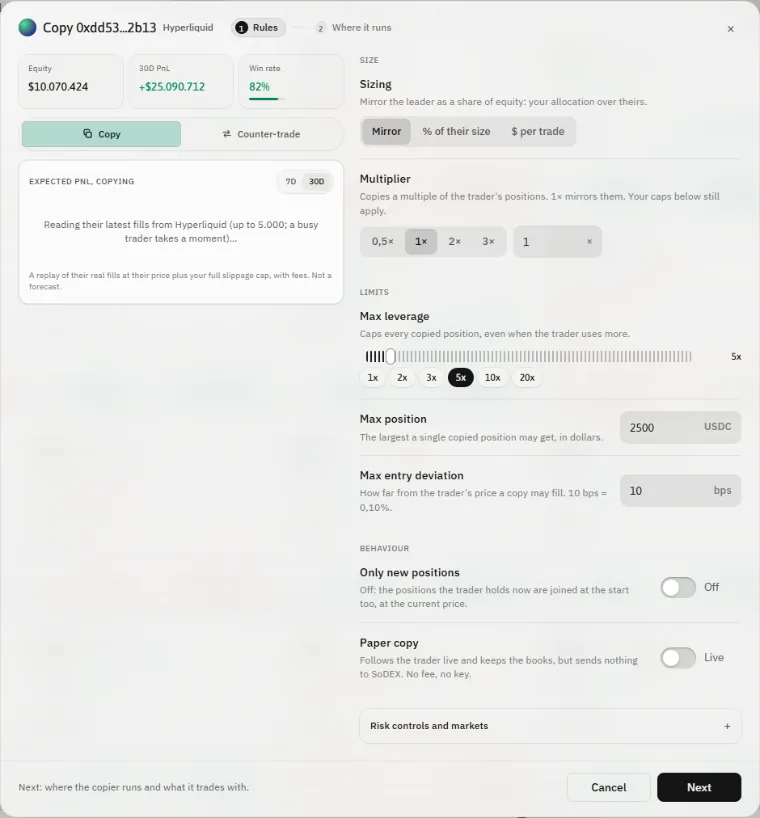 Copy 0xdd53...2b13 Hyperliquid 1 Rules 2 Where it runs ×
Equity
$10.070.424
30D PnL
+$25.090.712
Win rate
82%
Copy
Counter-trade
EXPECTED PNL, COPYING 7D 30D
Reading their latest fills from Hyperliquid (up to 5.000; a busy
trader takes a moment)...
A replay of their real fills at their price plus your full slippage cap, with fees. Not a
forecast.
SIZE
Sizing
Mirror the leader as a share of equity: your allocation over theirs.
Mirror % of their size $ per trade
Multiplier
Copies a multiple of the trader's positions. 1× mirrors them. Your caps below still
apply.
0,5× 1× 2× 3× 1 ×
LIMITS
Max leverage
Caps every copied position, even when the trader uses more.
5x
1x 2x 3x 5x 10x 20x
Max position
The largest a single copied position may get, in dollars.
2500 USDC
Max entry deviation
How far from the trader's price a copy may fill. 10 bps =
0,10%.
10 bps
BEHAVIOUR
Only new positions
Off: the positions the trader holds now are joined at the start
too, at the current price.
Off
Paper copy
Follows the trader live and keeps the books, but sends nothing
to SoDEX. No fee, no key.
Live
Risk controls and markets +
Next: where the copier runs and what it trades with.
Cancel Next